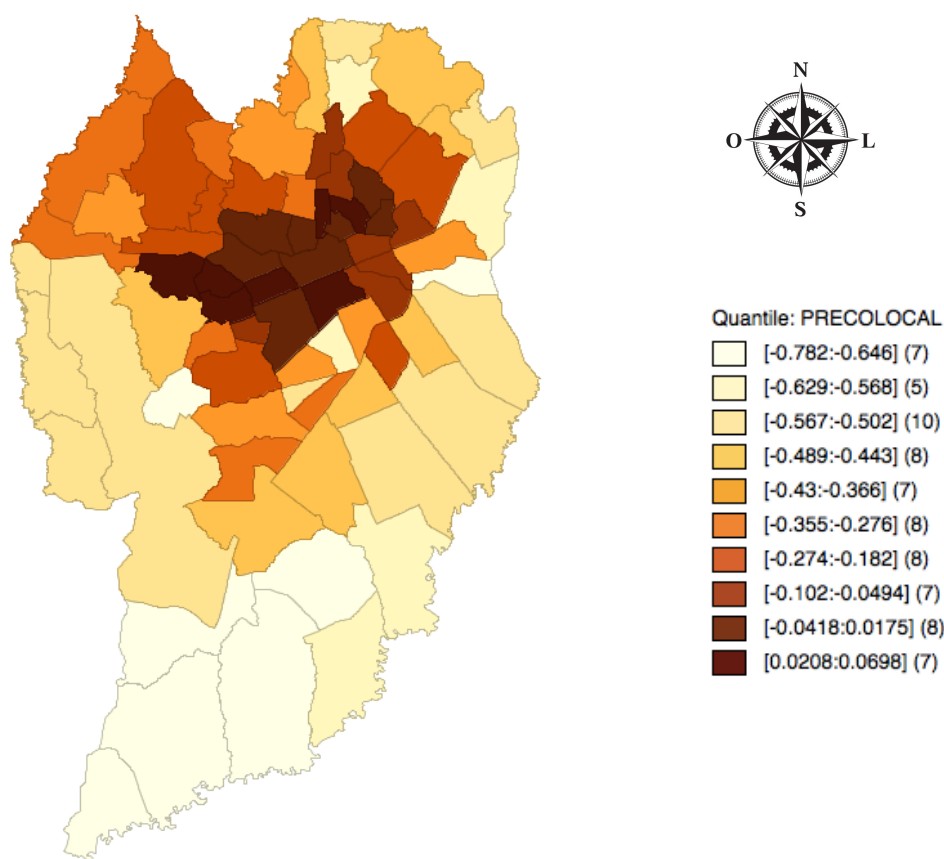 N
O L
S
Quantile: PRECOLOCAL
[-0.782:-0.646] (7)
[-0.629:-0.568] (5)
[-0.567:-0.502] (10)
[-0.489:-0.443] (8)
[-0.43:-0.366] (7)
[-0.355:-0.276] (8)
[-0.274:-0.182] (8)
[-0.102:-0.0494] (7)
[-0.0418:0.0175] (8)
[0.0208:0.0698] (7)